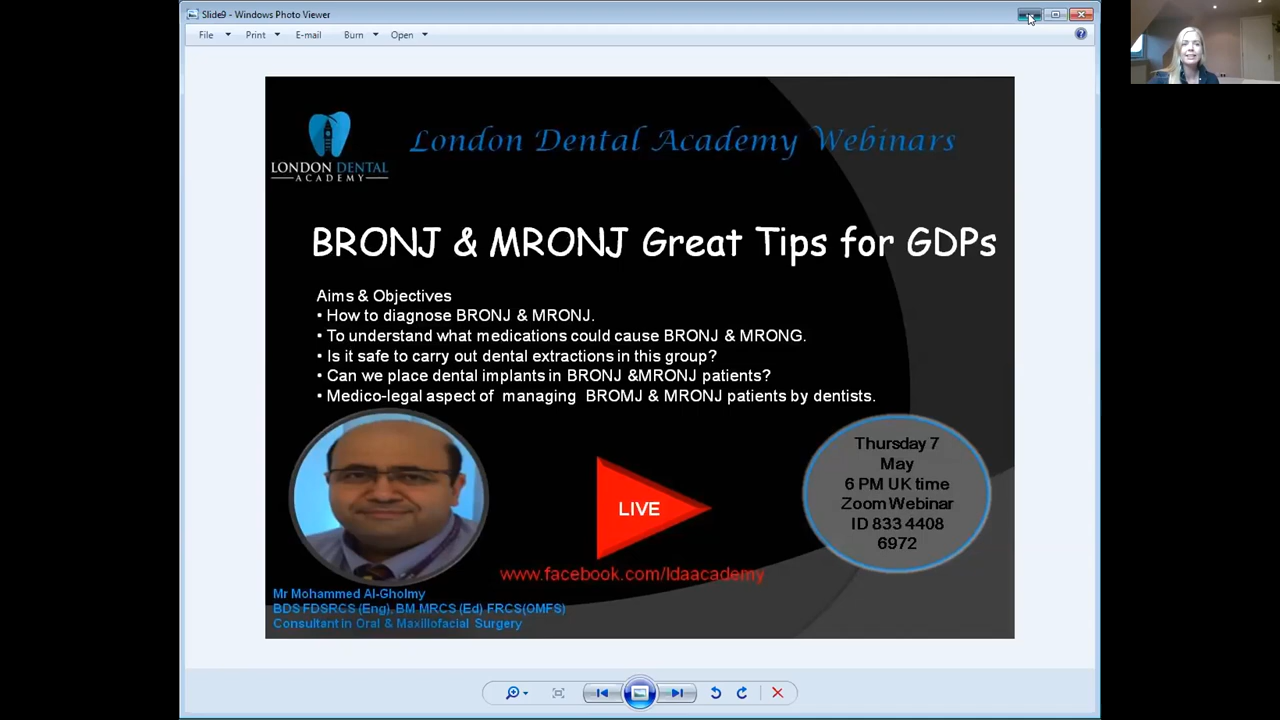 Slide9 - Windows Photo Viewer
File Print E-mail Burn Open
LONDON DENTAL
ACADEMY
London Dental Academy Webinars
BRONJ & MRONJ Great Tips for GDPs
Aims & Objectives
• How to diagnose BRONJ & MRONJ.
• To understand what medications could cause BRONJ & MRONG.
• Is it safe to carry out dental extractions in this group?
• Can we place dental implants in BRONJ &MRONJ patients?
• Medico-legal aspect of managing BROMJ & MRONJ patients by dentists.
Thursday 7
May
6 PM UK time
Zoom Webinar
ID 833 4408
6972
LIVE
www.facebook.com/ldaacademy
Mr Mohammed Al-Gholmy
BDS FDSRCS (Eng), BM MRCS (Ed) FRCS(OMFS)
Consultant in Oral & Maxillofacial Surgery